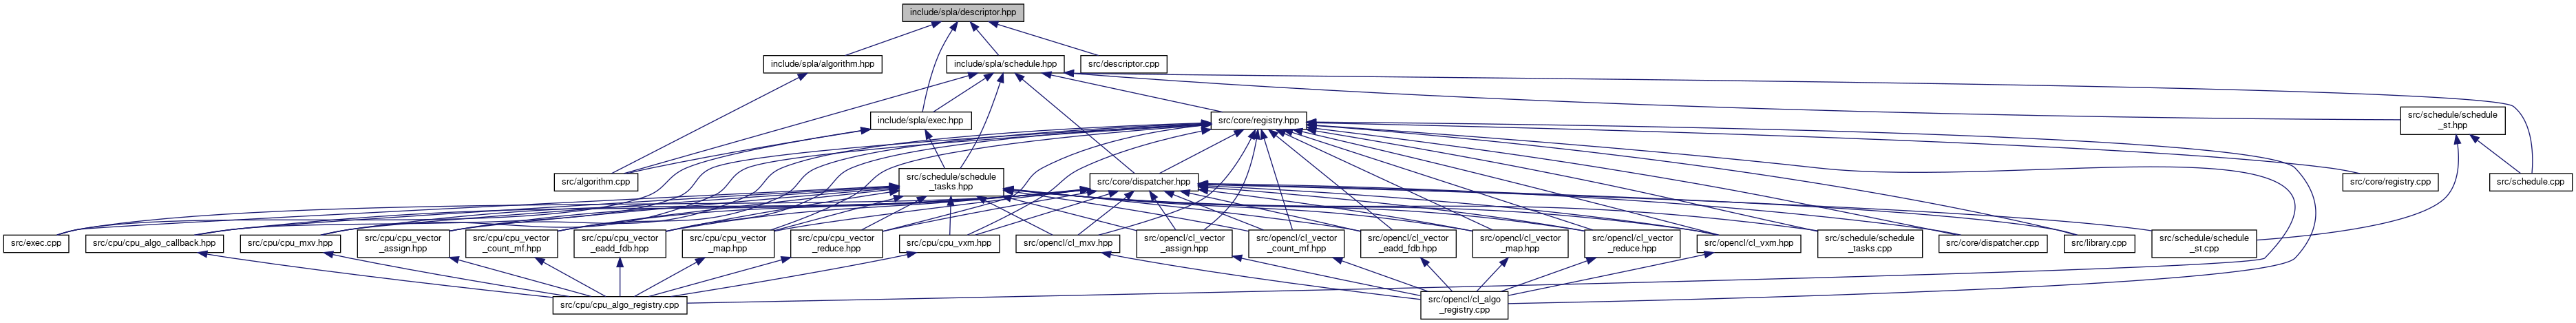 include/spla/descriptor.hpp
include/spla/algorithm.hpp
include/spla/schedule.hpp
src/descriptor.cpp
include/spla/exec.hpp
src/core/registry.hpp
src/schedule/schedule
_st.hpp
src/algorithm.cpp
src/schedule/schedule
_tasks.hpp
src/core/dispatcher.hpp
src/core/registry.cpp
src/schedule.cpp
src/exec.cpp
src/cpu/cpu_algo_callback.hpp
src/cpu/cpu_mxv.hpp
src/cpu/cpu_vector
_assign.hpp
src/cpu/cpu_vector
_count_mf.hpp
src/cpu/cpu_vector
_eadd_fdb.hpp
src/cpu/cpu_vector
_map.hpp
src/cpu/cpu_vector
_reduce.hpp
src/cpu/cpu_vxm.hpp
src/opencl/cl_mxv.hpp
src/opencl/cl_vector
_assign.hpp
src/opencl/cl_vector
_count_mf.hpp
src/opencl/cl_vector
_eadd_fdb.hpp
src/opencl/cl_vector
_map.hpp
src/opencl/cl_vector
_reduce.hpp
src/opencl/cl_vxm.hpp
src/schedule/schedule
_tasks.cpp
src/core/dispatcher.cpp
src/library.cpp
src/schedule/schedule
_st.cpp
src/cpu/cpu_algo_registry.cpp
src/opencl/cl_algo
_registry.cpp